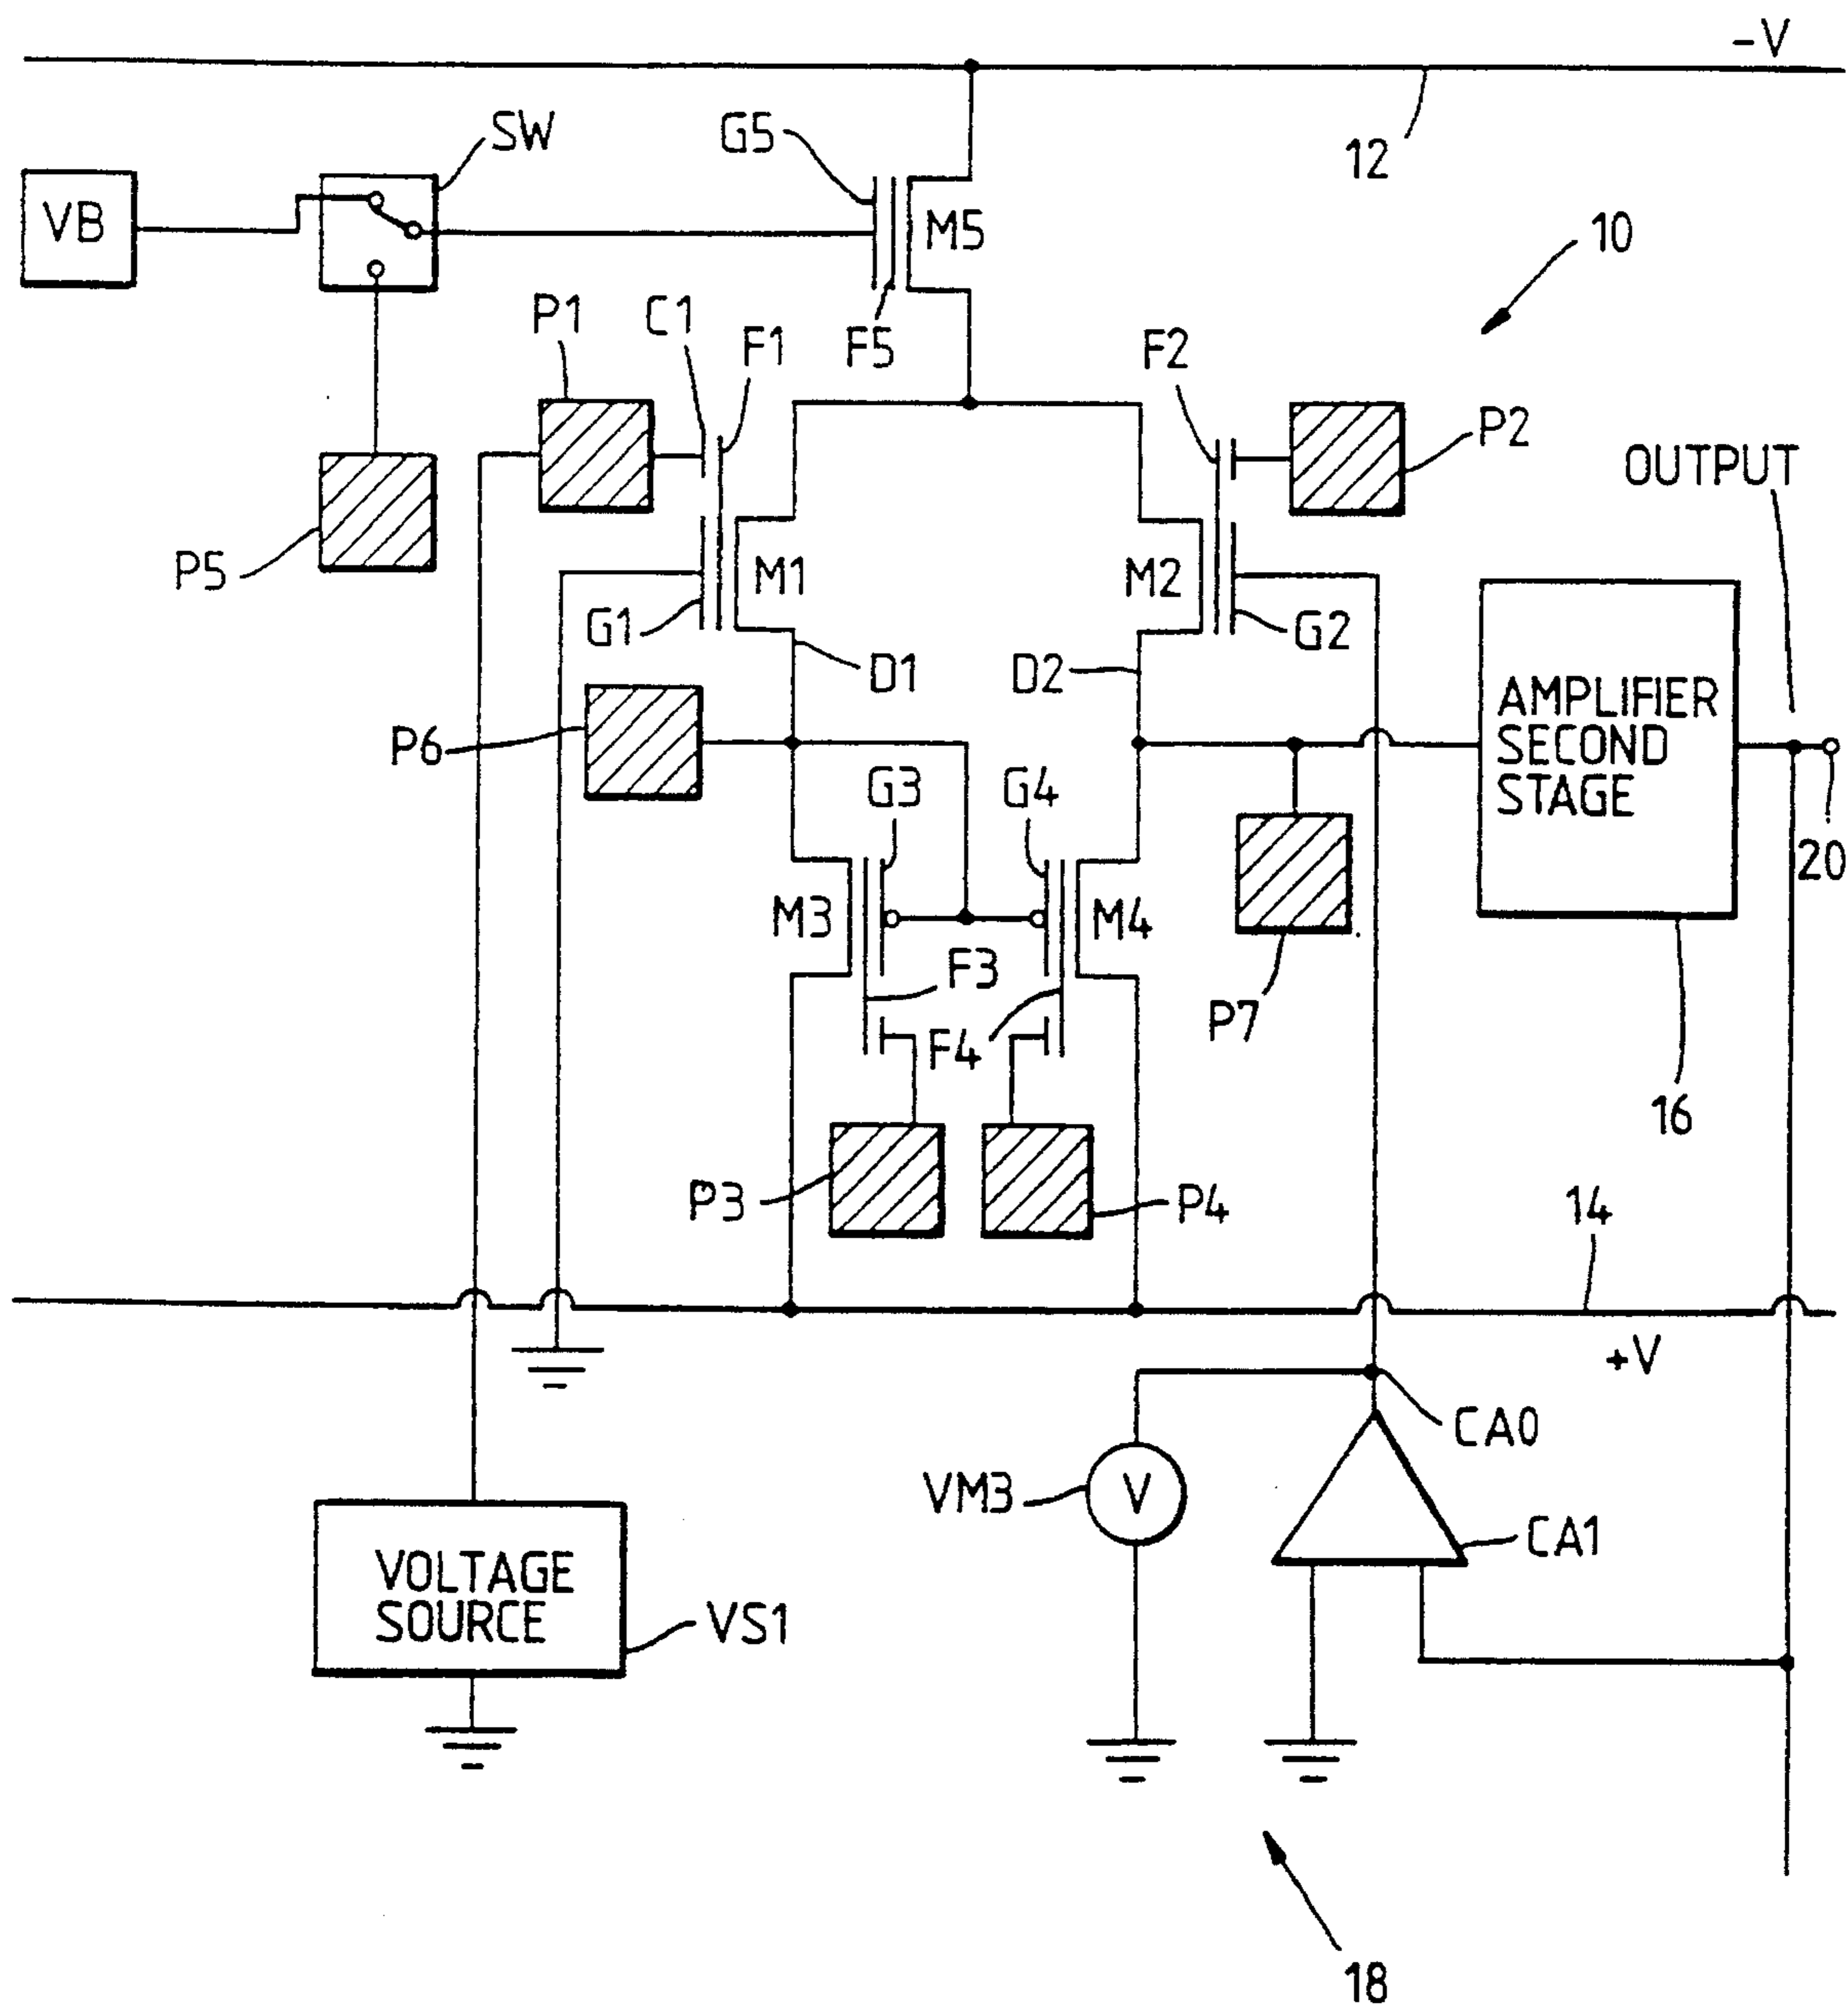 -V
12
SW
G5
VB
M5
10
P1
C1
F1
F5
F2
P2
OUTPUT
P5
M1
M2
G1
G2
D1
D2
AMPLIFIER
SECOND
STAGE
P6
G3
G4
20
M3
M4
F3
F4
P7
16
P3
P4
14
+V
CA0
VM3
V
CA1
VOLTAGE
SOURCE
VS1
18